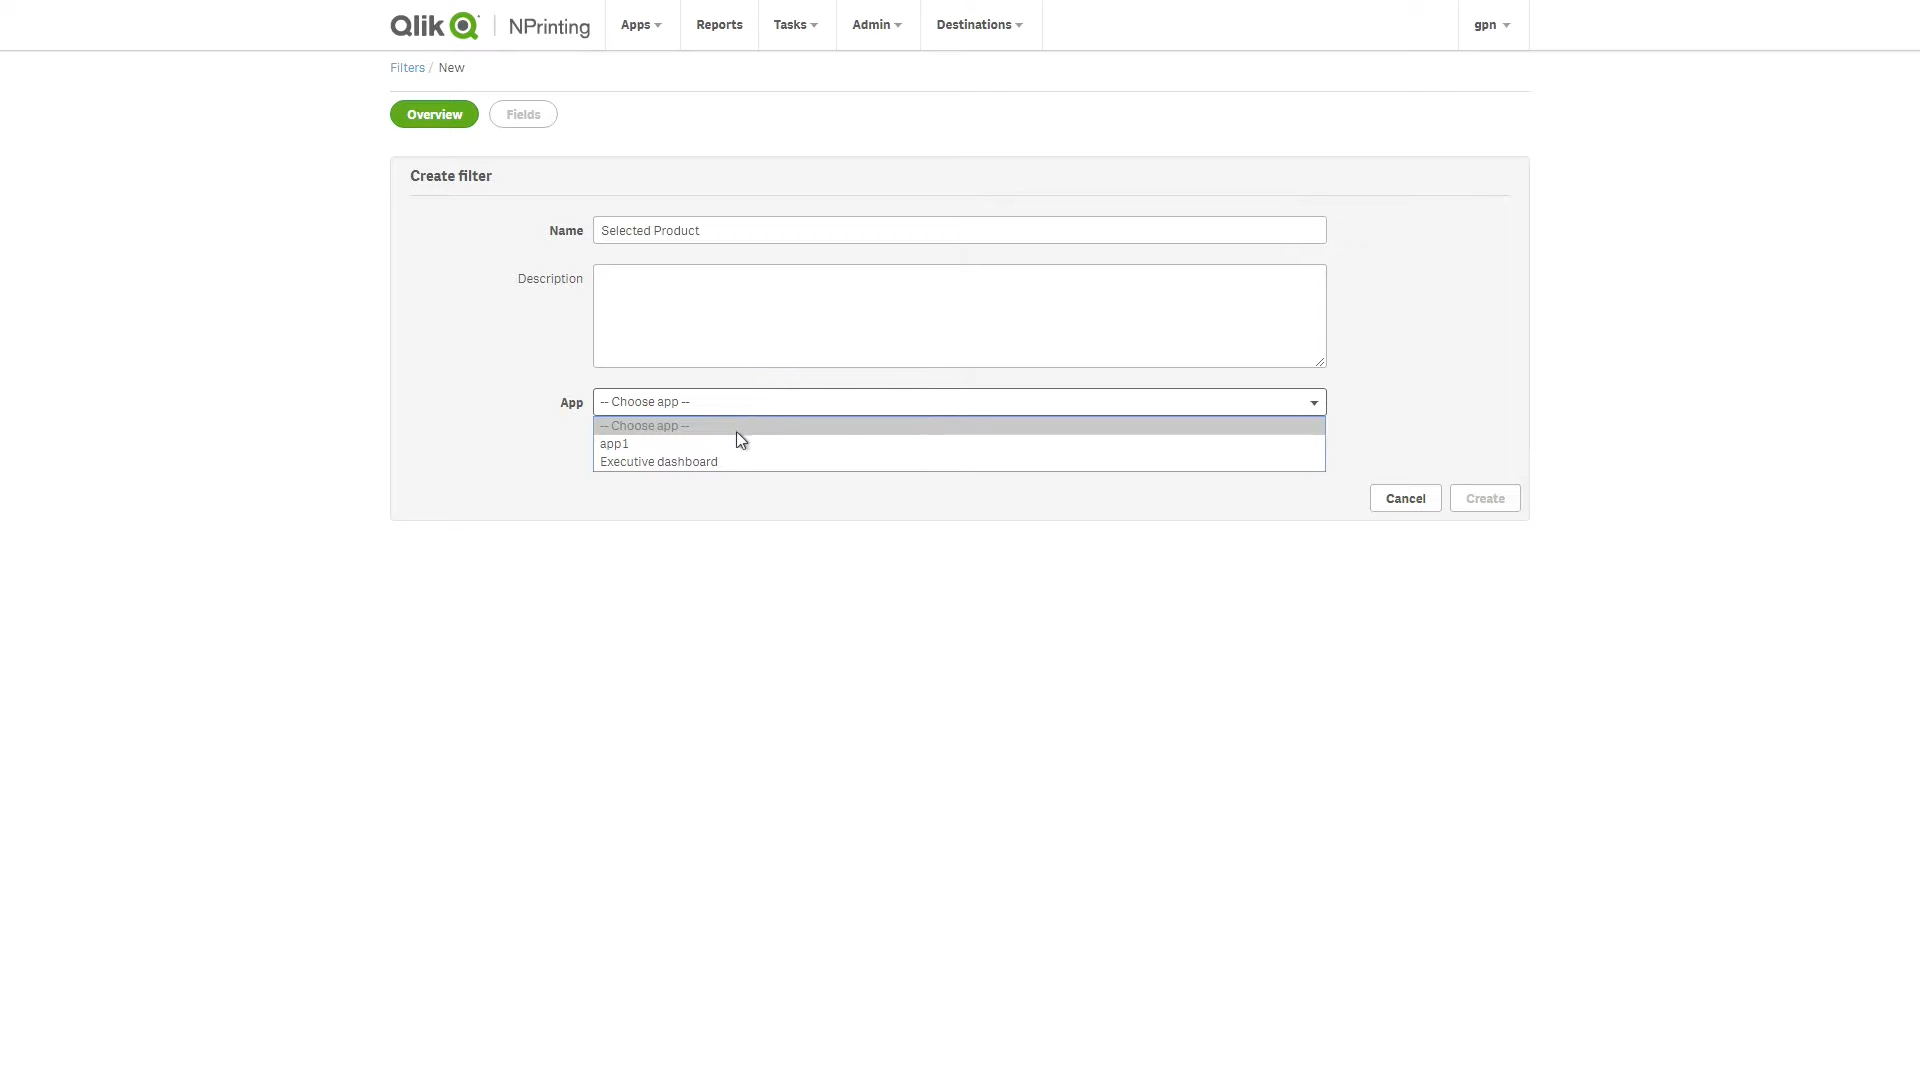 Qlik NPrinting Apps Reports Tasks Admin Destinations gpn
Filters / New
Overview Fields
Create filter
Name Selected Product
Description
App -- Choose app --
-- Choose app --
app1
Executive dashboard
Cancel Create